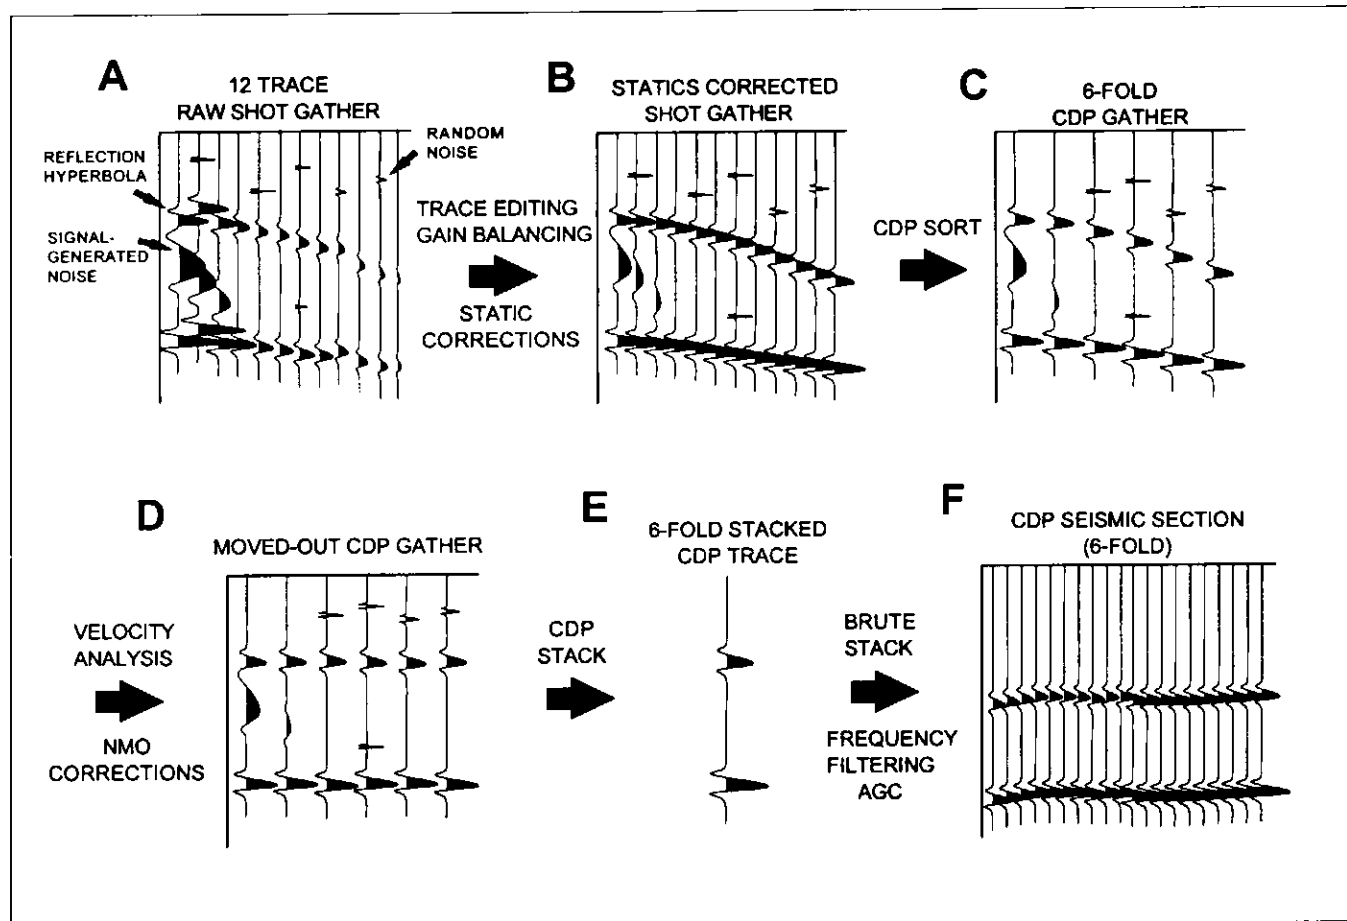 A
12 TRACE
RAW SHOT GATHER
RANDOM
NOISE
REFLECTION
HYPERBOLA
SIGNAL-
GENERATED
NOISE
TRACE EDITING
GAIN BALANCING
STATIC
CORRECTIONS
B
STATICS CORRECTED
SHOT GATHER
CDP SORT
C
6-FOLD
CDP GATHER
VELOCITY
ANALYSIS
NMO
CORRECTIONS
D
MOVED-OUT CDP GATHER
CDP
STACK
E
6-FOLD STACKED
CDP TRACE
BRUTE
STACK
FREQUENCY
FILTERING
AGC
F
CDP SEISMIC SECTION
(6-FOLD)